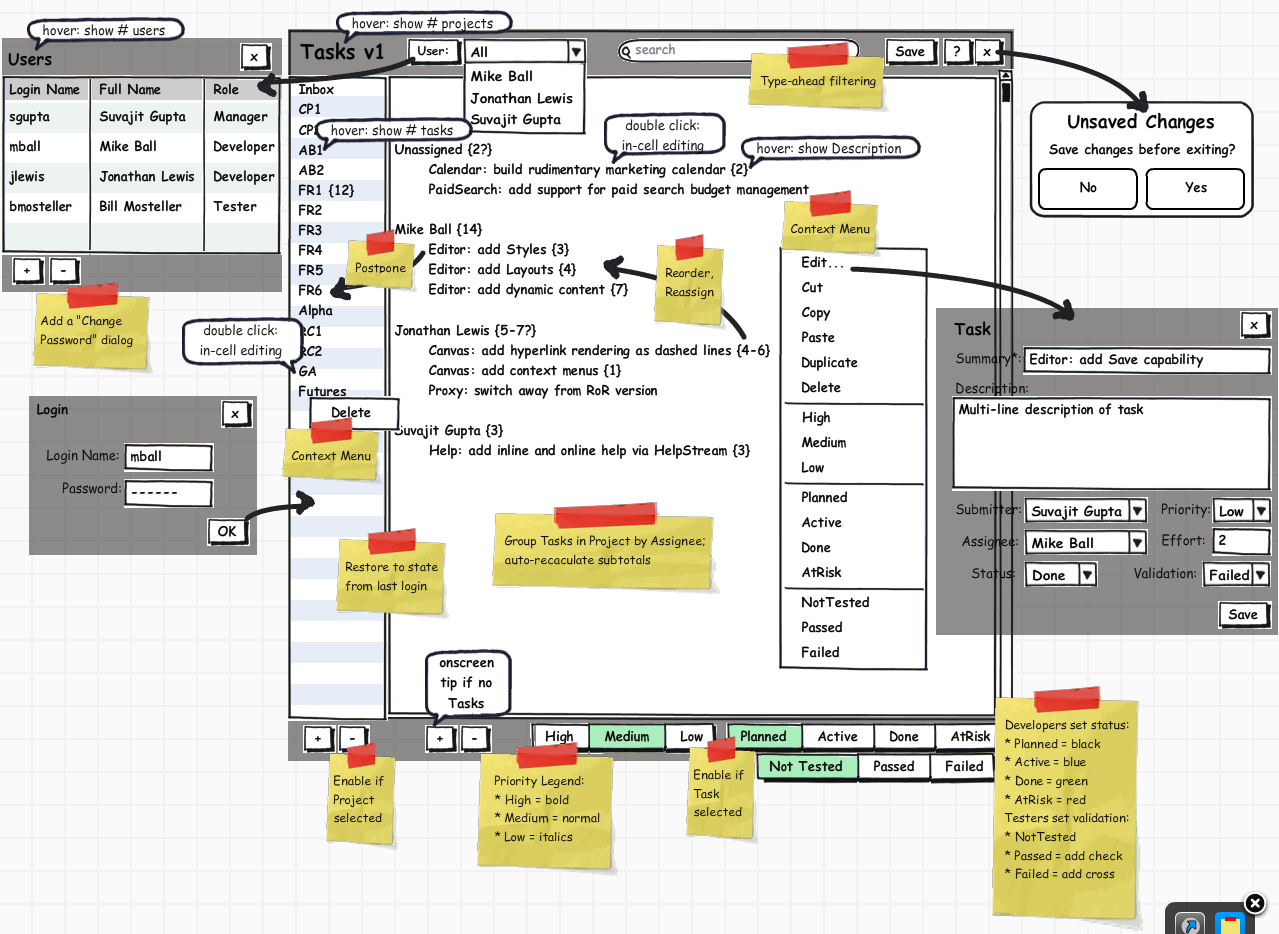 hover: show # users
Users
x
Login Name Full Name Role
sgupta Suvajit Gupta Manager
mball Mike Ball Developer
jlewis Jonathan Lewis Developer
bmosteller Bill Mosteller Tester
+ -
Add a "Change
Password" dialog
double click:
in-cell editing
Login
x
Login Name: mball
Password: ------
OK
hover: show # projects
Tasks v1
User: All
Mike Ball
Jonathan Lewis
Suvajit Gupta
search
Save ? x
Type-ahead filtering
Inbox
CP1
hover: show # tasks
AB1
AB2
FR1 {12}
FR2
FR3
FR4
FR5
FR6
Alpha
RC1
RC2
GA
Futures
Delete
Context Menu
Postpone
Restore to state
from last login
double click:
in-cell editing
hover: show Description
Unassigned {2?}
Calendar: build rudimentary marketing calendar {2}
PaidSearch: add support for paid search budget management
Mike Ball {14}
Editor: add Styles {3}
Editor: add Layouts {4}
Editor: add dynamic content {7}
Reorder,
Reassign
Jonathan Lewis {5-7?}
Canvas: add hyperlink rendering as dashed lines {4-6}
Canvas: add context menus {1}
Proxy: switch away from RoR version
Suvajit Gupta {3}
Help: add inline and online help via HelpStream {3}
Group Tasks in Project by Assignee;
auto-recaculate subtotals
Context Menu
Edit...
Cut
Copy
Paste
Duplicate
Delete
High
Medium
Low
Planned
Active
Done
AtRisk
NotTested
Passed
Failed
onscreen
tip if no
Tasks
+ - + - High Medium Low Planned Active Done AtRisk
Not Tested Passed Failed
Enable if
Project
selected
Priority Legend:
* High = bold
* Medium = normal
* Low = italics
Enable if
Task
selected
Unsaved Changes
Save changes before exiting?
No Yes
Task
x
Summary*: Editor: add Save capability
Description:
Multi-line description of task
Submitter: Suvajit Gupta Priority: Low
Assignee: Mike Ball Effort: 2
Status: Done Validation: Failed
Save
Developers set status:
* Planned = black
* Active = blue
* Done = green
* AtRisk = red
Testers set validation:
* NotTested
* Passed = add check
* Failed = add cross